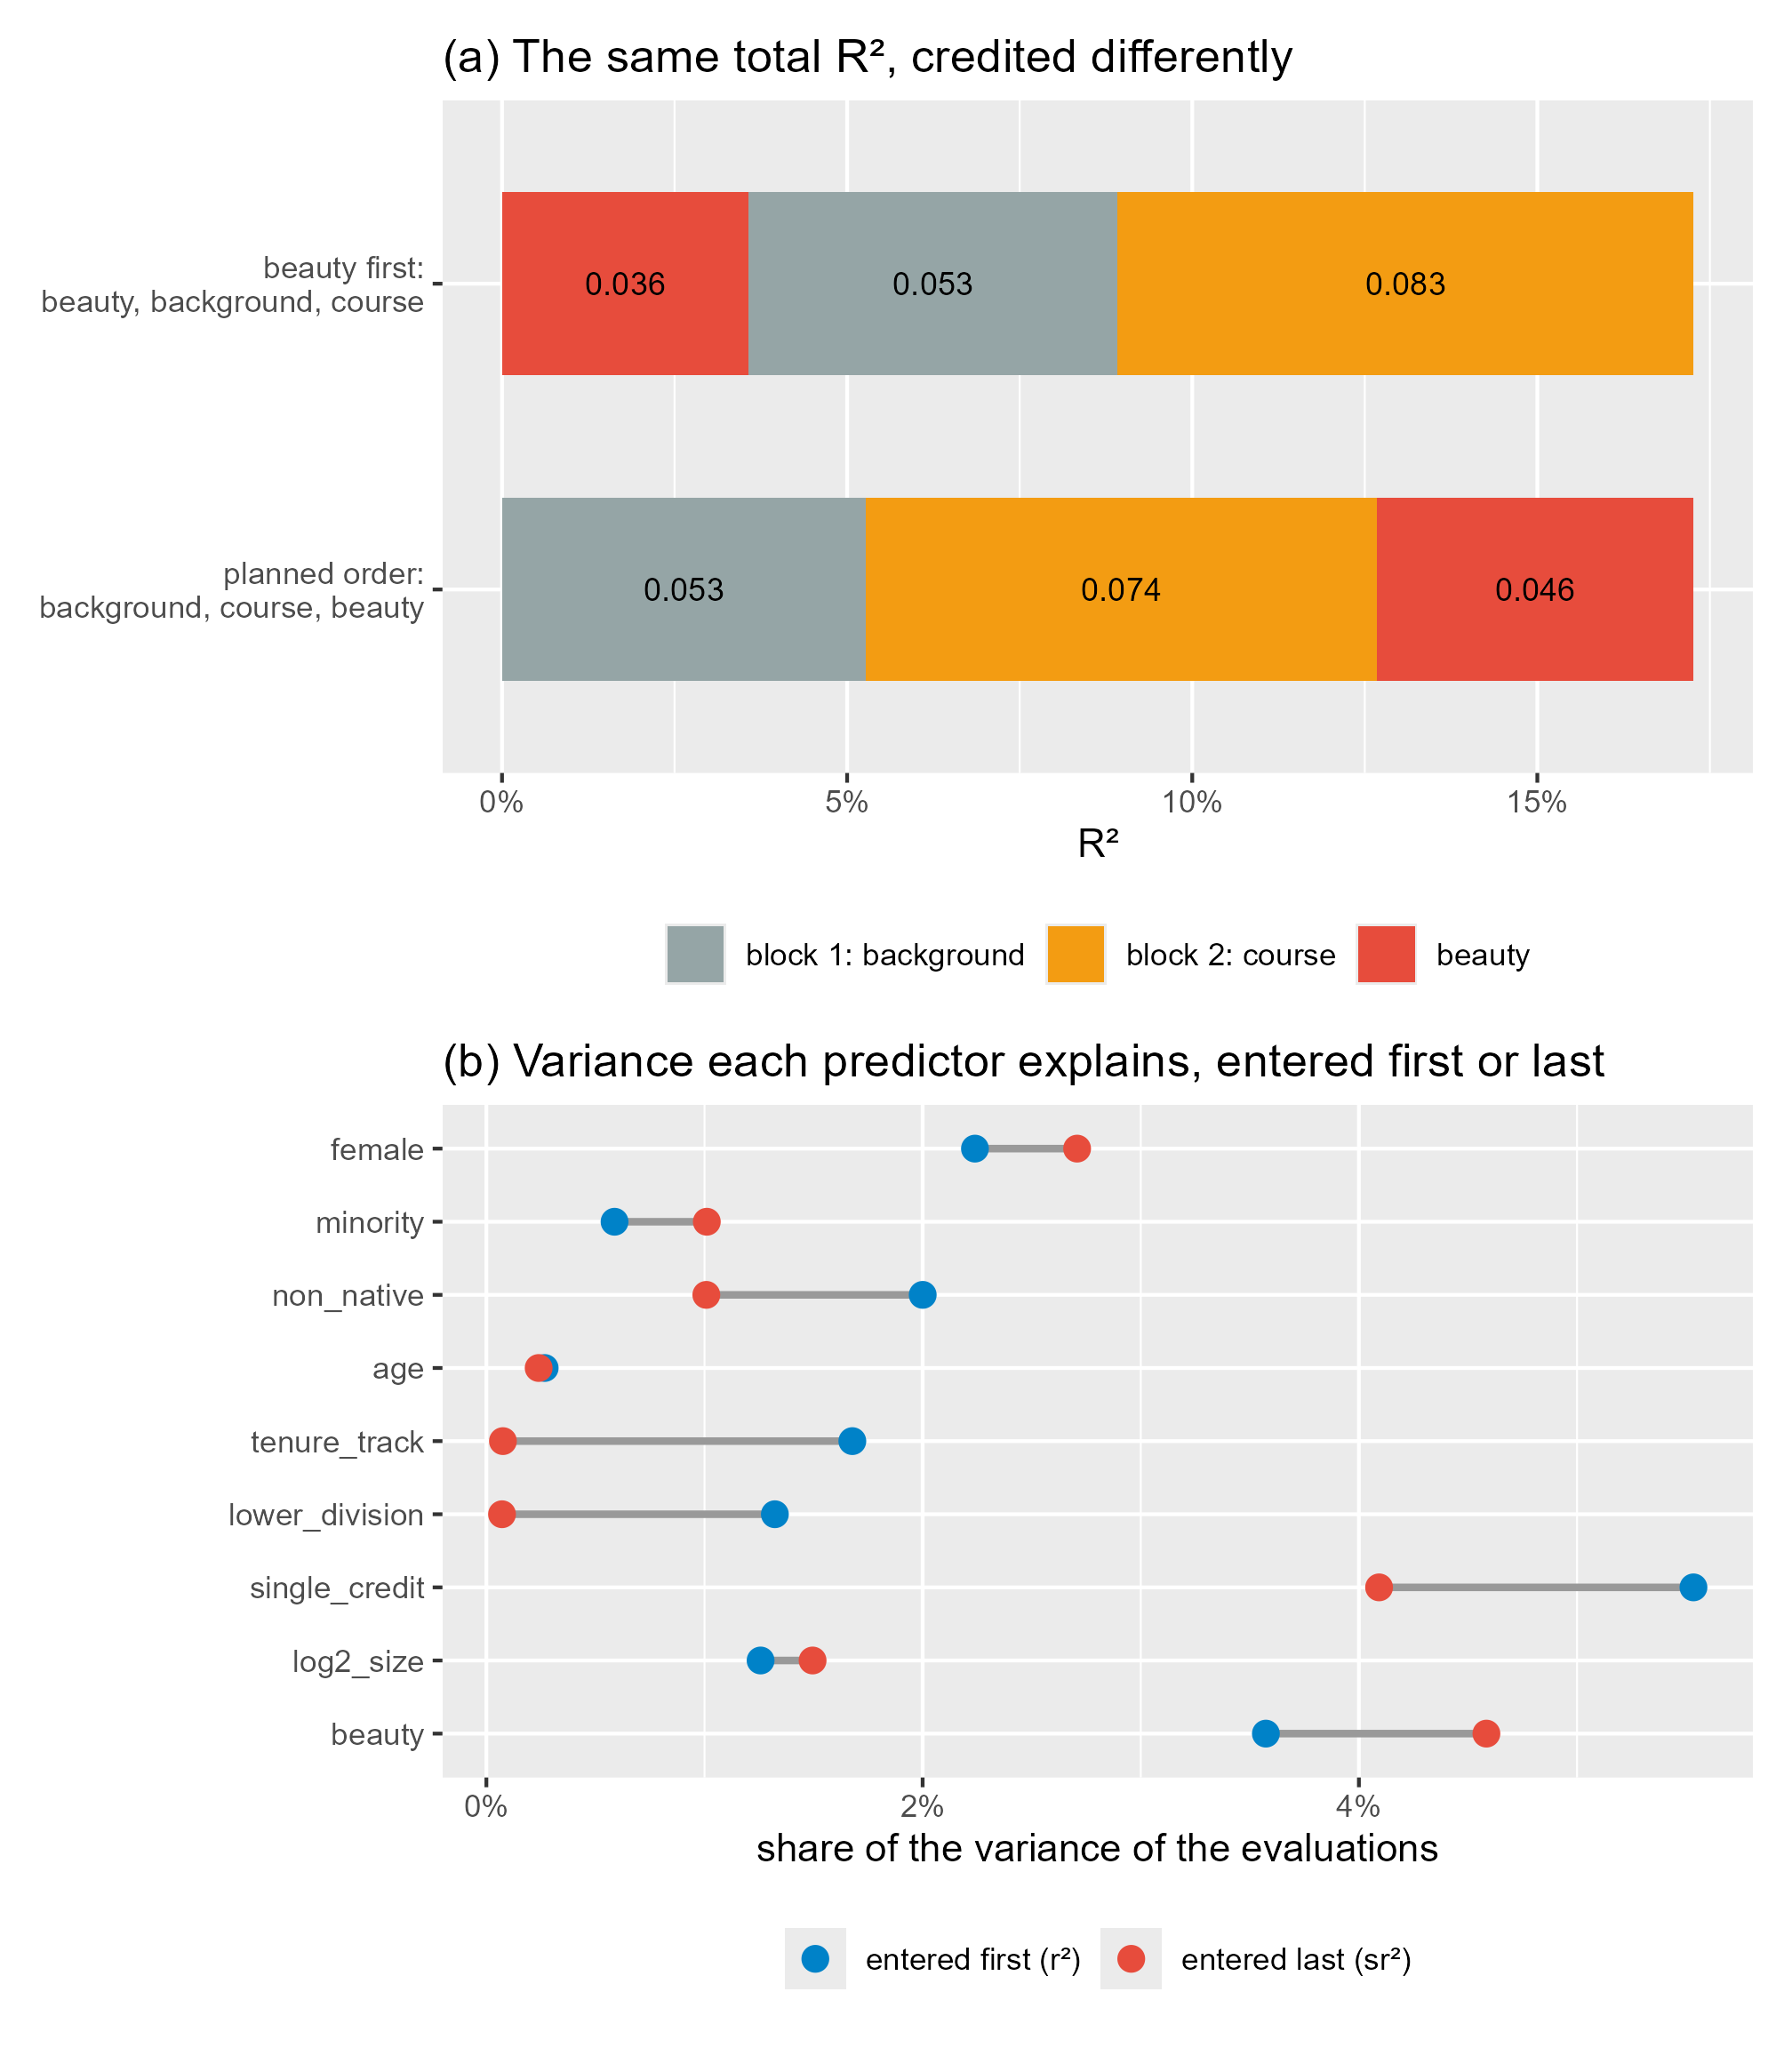 (a) The same total R², credited differently
beauty first:
beauty, background, course
0.036
0.053
0.083
planned order:
background, course, beauty
0.053
0.074
0.046
0%
5%
10%
15%
R²
block 1: background
block 2: course
beauty
(b) Variance each predictor explains, entered first or last
female
minority
non_native
age
tenure_track
lower_division
single_credit
log2_size
beauty
0%
2%
4%
share of the variance of the evaluations
entered first (r²)
entered last (sr²)